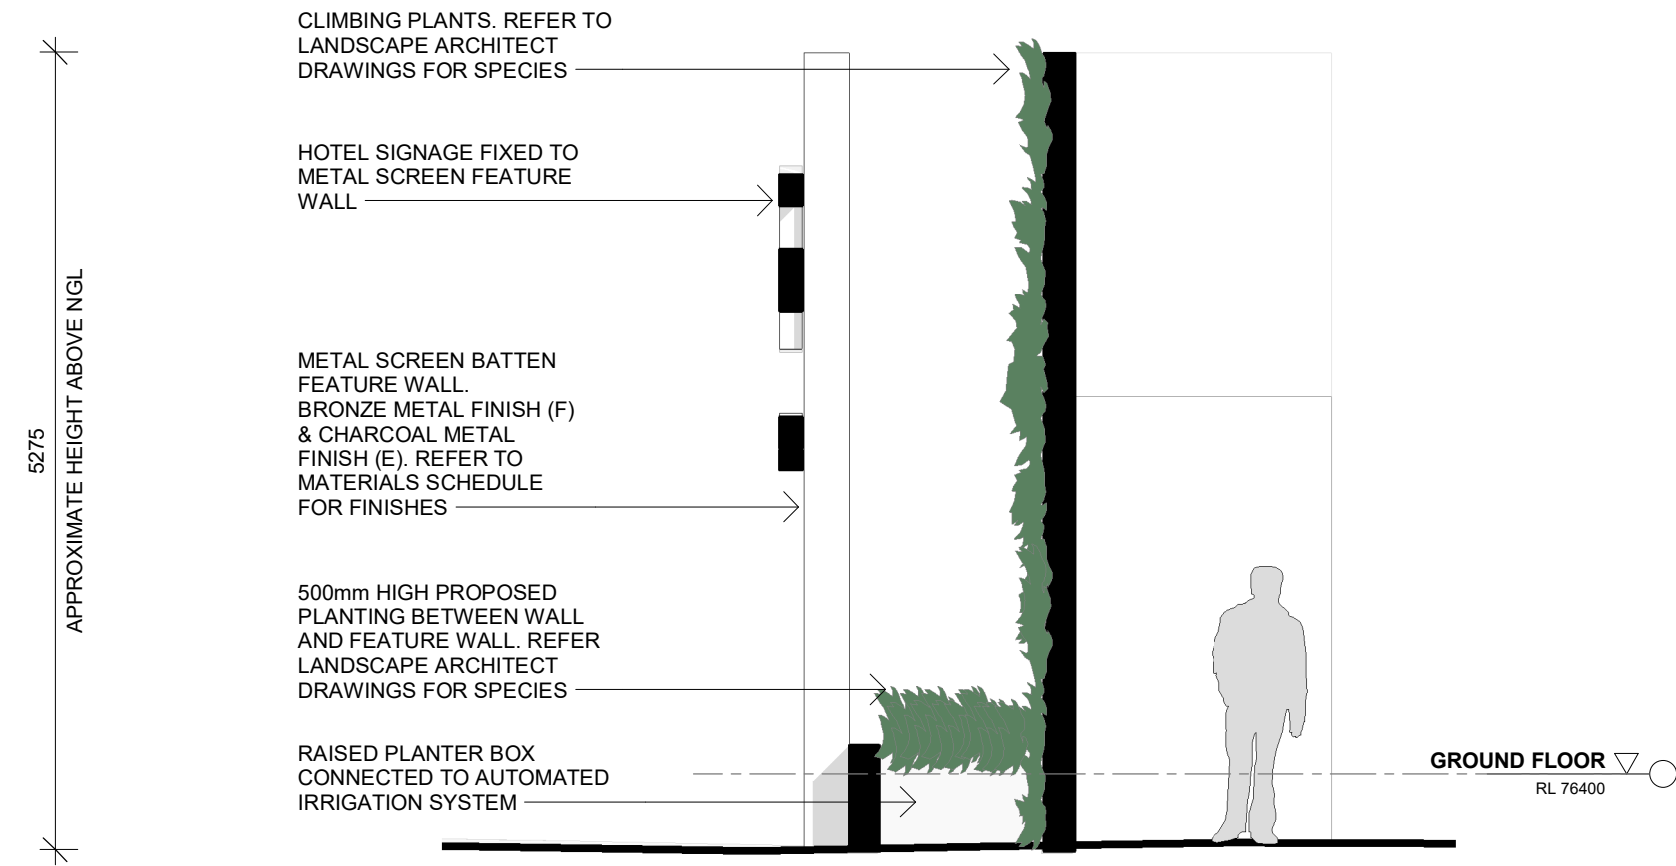 CLIMBING PLANTS. REFER TO
LANDSCAPE ARCHITECT
DRAWINGS FOR SPECIES
HOTEL SIGNAGE FIXED TO
METAL SCREEN FEATURE
WALL
METAL SCREEN BATTEN
FEATURE WALL.
BRONZE METAL FINISH (F)
& CHARCOAL METAL
FINISH (E). REFER TO
MATERIALS SCHEDULE
FOR FINISHES
5275
APPROXIMATE HEIGHT ABOVE NGL
500mm HIGH PROPOSED
PLANTING BETWEEN WALL
AND FEATURE WALL. REFER
LANDSCAPE ARCHITECT
DRAWINGS FOR SPECIES
RAISED PLANTER BOX
CONNECTED TO AUTOMATED
IRRIGATION SYSTEM
GROUND FLOOR
RL 76400